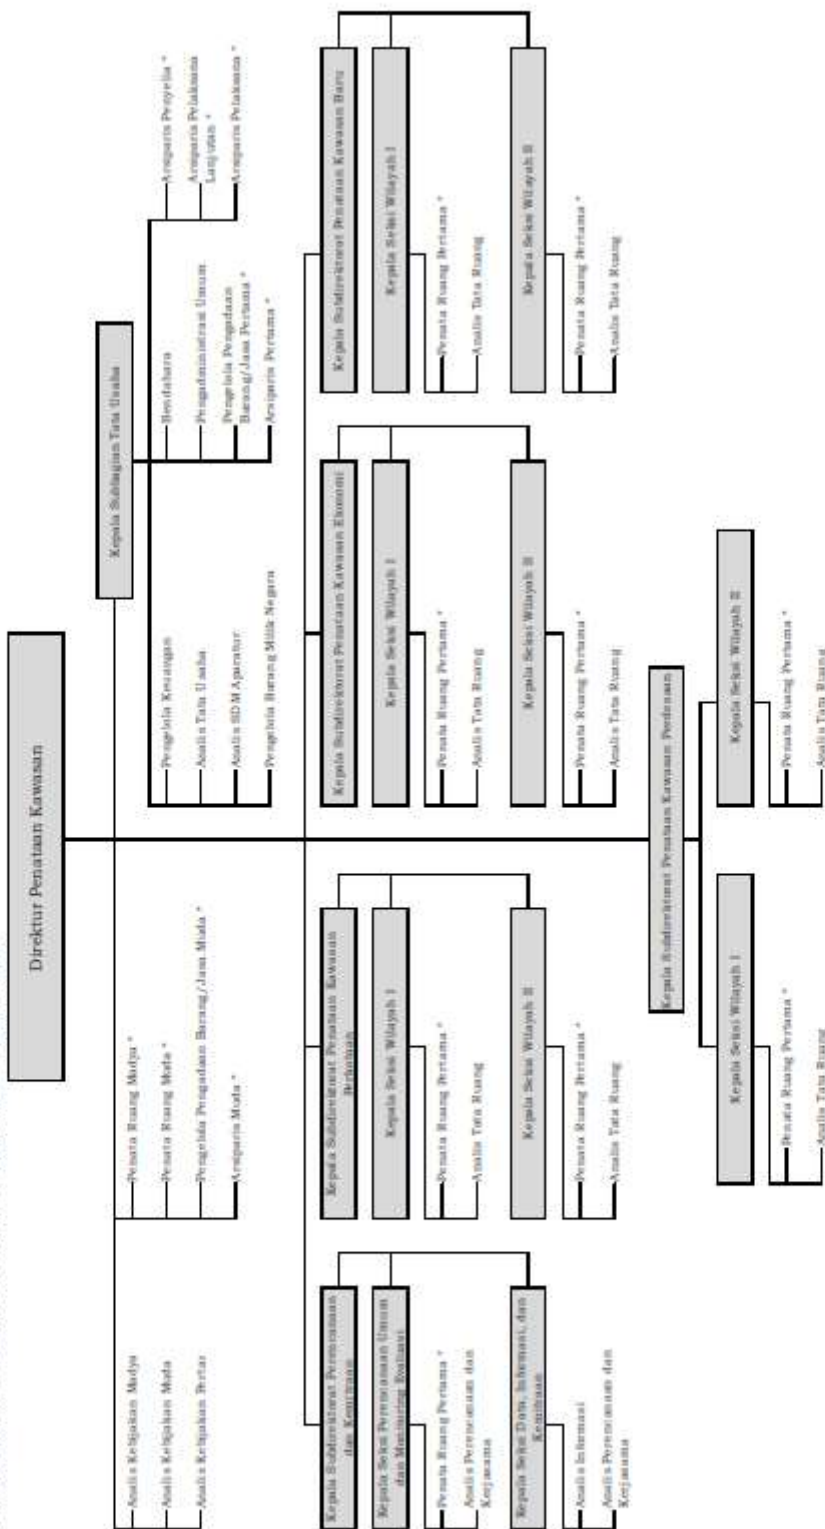 Direktur Penataan Kawasan
Kepala Subbagian Tata Usaha
Analis Kebijakan Madya
Analis Kebijakan Muda
Analis Kebijakan Pertar
Penata Ruang Madya *
Penata Ruang Muda *
Pengelola Pengadaan Barang/Jasa Muda *
Arsiparis Muda *
Pengelola Keuangan
Analis Tata Usaha
Analis SDM Aparatur
Pengelola Barang Milik Negara
Bendahara
Pengadministrasi Umum
Pengelola Pengadaan
Barang/Jasa Pertama *
Arsiparis Pertama *
Arsiparis Penyelia *
Arsiparis Pelaksana
Lanjutan *
Arsiparis Pelaksana *
Kepala Subdirektorat Perencanaan
dan Kemitraan
Kepala Seksi Perencanaan Umum
dan Monitoring Evaluasi
Penata Ruang Pertama *
Analis Perencanaan dan
Kerjasama
Kepala Seksi Data, Informasi, dan
Kemitraan
Analis Informasi
Analis Perencanaan dan
Kerjasama
Kepala Subdirektorat Penataan Kawasan
Perkotaan
Kepala Seksi Wilayah I
Penata Ruang Pertama *
Analis Tata Ruang
Kepala Seksi Wilayah II
Penata Ruang Pertama *
Analis Tata Ruang
Kepala Subdirektorat Penataan Kawasan Ekonomi
Kepala Seksi Wilayah I
Penata Ruang Pertama *
Analis Tata Ruang
Kepala Seksi Wilayah II
Penata Ruang Pertama *
Analis Tata Ruang
Kepala Subdirektorat Penataan Kawasan Baru
Kepala Seksi Wilayah I
Penata Ruang Pertama *
Analis Tata Ruang
Kepala Seksi Wilayah II
Penata Ruang Pertama *
Analis Tata Ruang
Kepala Subdirektorat Penataan Kawasan Perdesaan
Kepala Seksi Wilayah I
Penata Ruang Pertama *
Analis Tata Ruang
Kepala Seksi Wilayah II
Penata Ruang Pertama *
Analis Tata Ruang